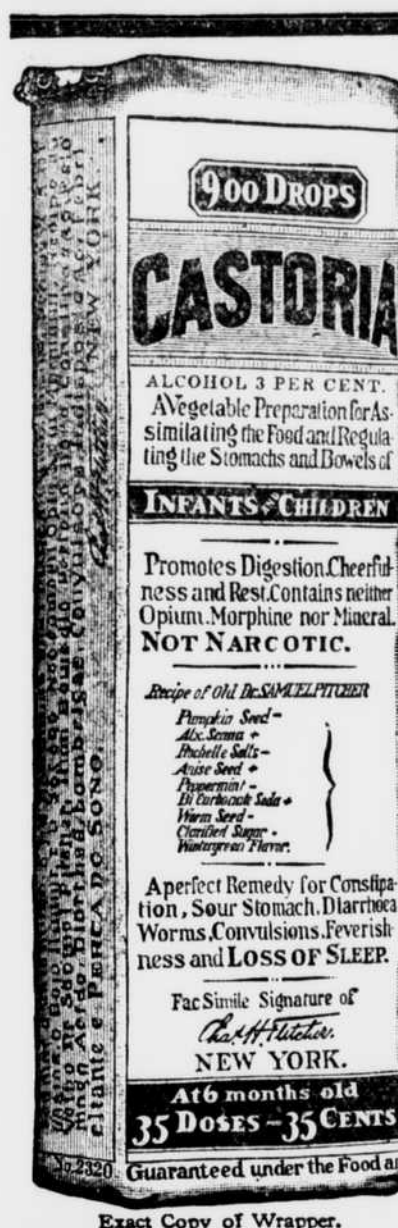 900 DROPS
CASTORIA
ALCOHOL 3 PER CENT.
A Vegetable Preparation for As-
similating the Food and Regula-
ting the Stomachs and Bowels of
INFANTS AND CHILDREN
Promotes Digestion. Cheerful-
ness and Rest. Contains neither
Opium. Morphine nor Mineral.
NOT NARCOTIC.
Recipe of Old Dr. SAMUEL PITCHER
Pumpkin Seed -
Alx. Senna +
Rochelle Salts -
Anise Seed +
Peppermint -
Bi Carbonate Soda +
Worm Seed -
Clarified Sugar -
Wintergreen Flavor.
A perfect Remedy for Constipa-
tion, Sour Stomach. Diarrhoea
Worms, Convulsions. Feverish-
ness and LOSS OF SLEEP.
Fac Simile Signature of
Chas. H. Fletcher.
NEW YORK.
At 6 months old
35 DOSES - 35 CENTS
Guaranteed under the Food a
Exact Copy of Wrapper.
Chas. H. Fletcher. NEW YORK
No. 2320.